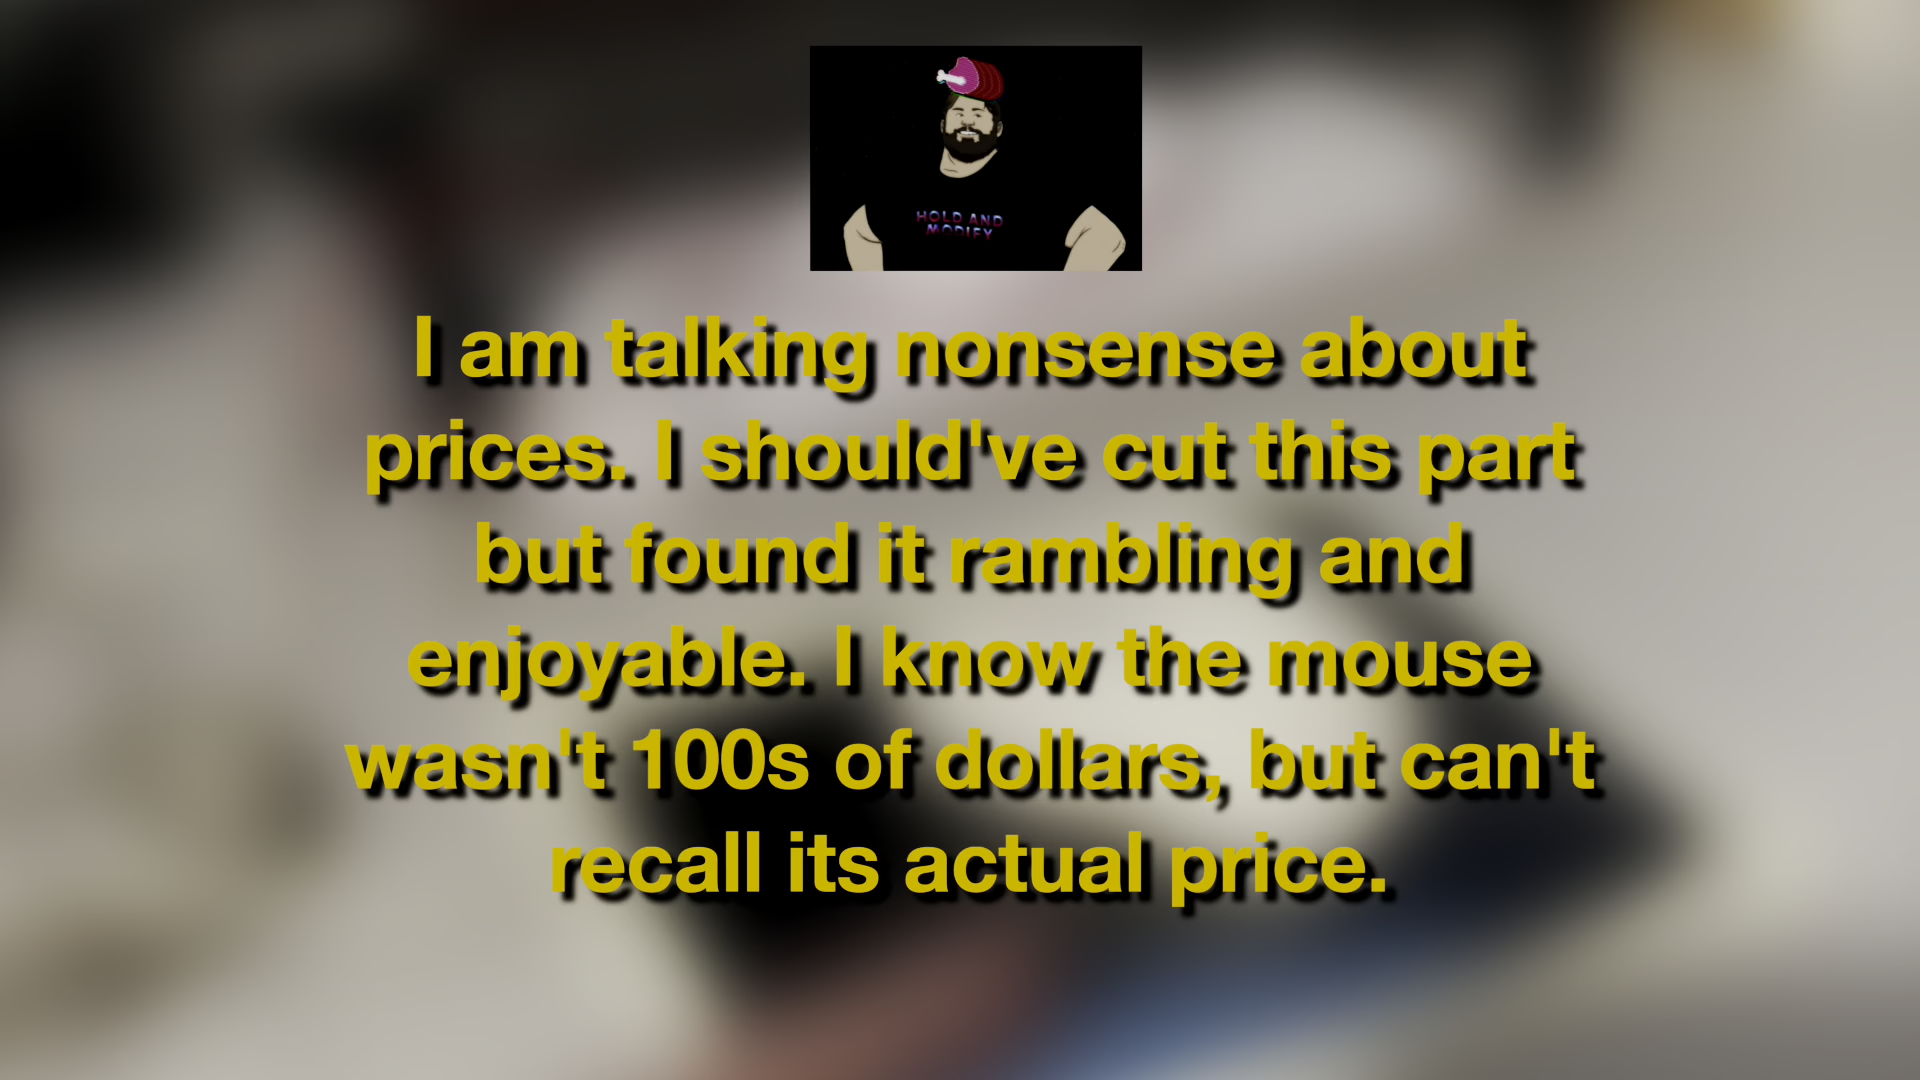 HOLD AND
MODIFY
I am talking nonsense about
prices. I should've cut this part
but found it rambling and
enjoyable. I know the mouse
wasn't 100s of dollars, but can't
recall its actual price.